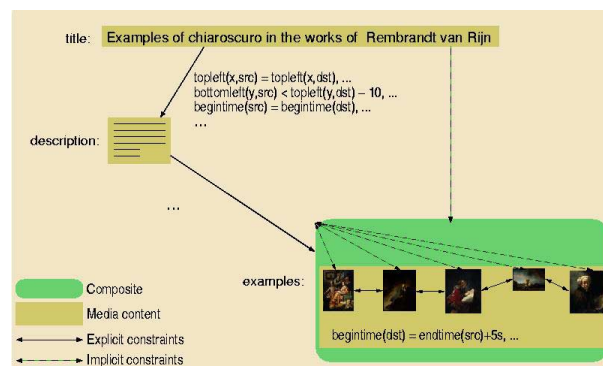 title: Examples of chiaroscuro in the works of Rembrandt van Rijn
topleft(x,src) = topleft(x,dst), ...
bottomleft(y,src) < topleft(y,dst) − 10, ...
begintime(src) = begintime(dst), ...
...
description:
...
examples:
begintime(dst) = endtime(src)+5s, ...
Composite
Media content
Explicit constraints
Implicit constraints